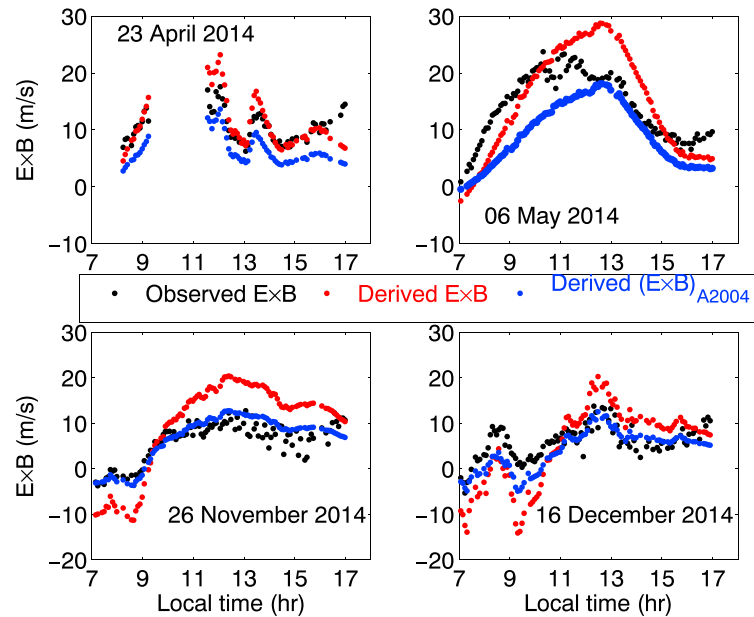 23 April 2014
30
20
10
0
−10
7 9 11 13 15 17
E×B (m/s)
06 May 2014
30
20
10
0
−10
7 9 11 13 15 17
Observed E×B
Derived E×B
Derived (E×B)A2004
30
20
10
0
−10
−20
7 9 11 13 15 17
E×B (m/s)
26 November 2014
Local time (hr)
30
20
10
0
−10
−20
7 9 11 13 15 17
16 December 2014
Local time (hr)